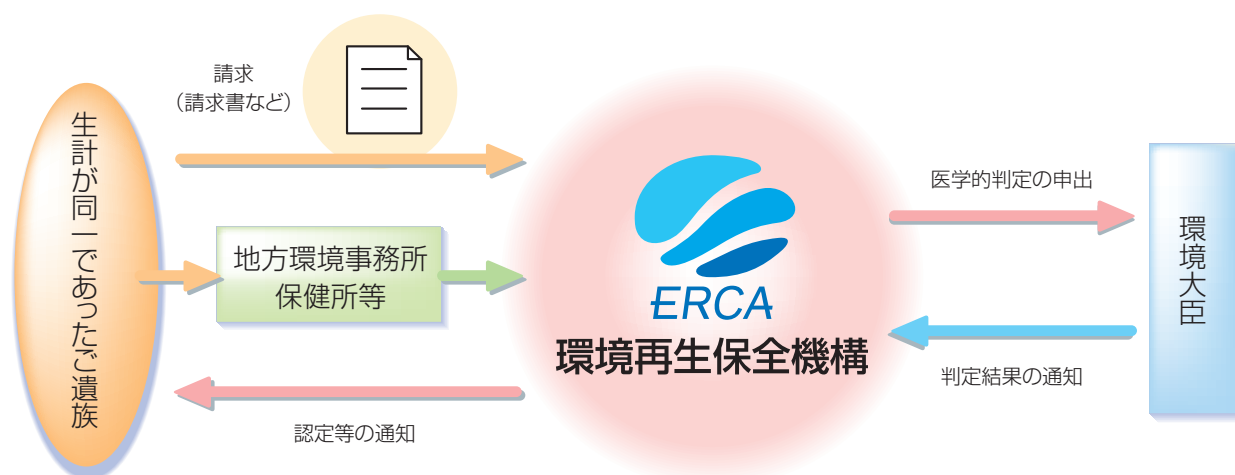 生計が同一であったご遺族
請求
（請求書など）
地方環境事務所
保健所等
認定等の通知
ERCA
環境再生保全機構
医学的判定の申出
判定結果の通知
環境大臣